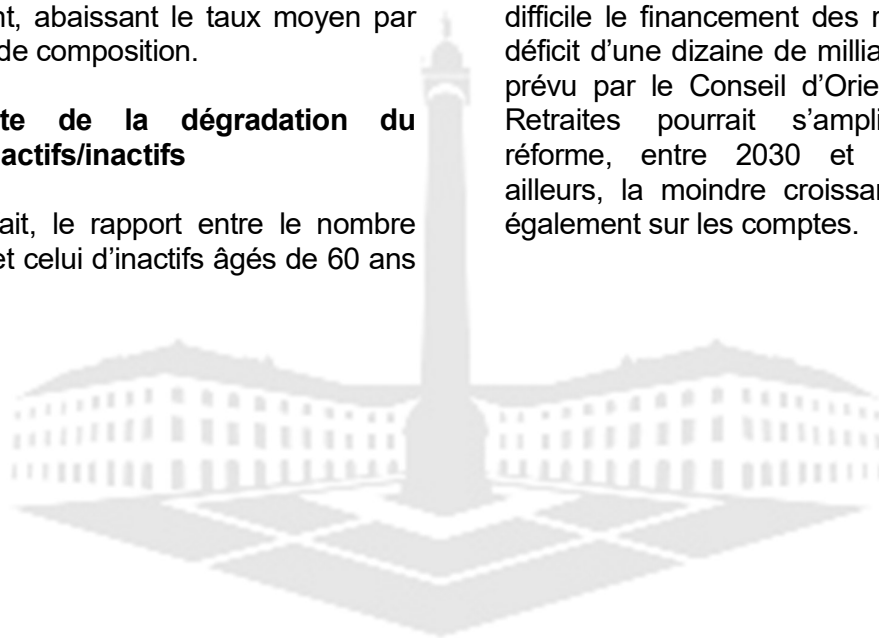 nt, abaissant le taux moyen par
de composition.
te de la dégradation du
actifs/inactifs
ait, le rapport entre le nombre
et celui d’inactifs âgés de 60 ans
difficile le financement des r
déficit d’une dizaine de millia
prévu par le Conseil d’Orie
Retraites pourrait s’ampli
réforme, entre 2030 et
ailleurs, la moindre croissar
également sur les comptes.